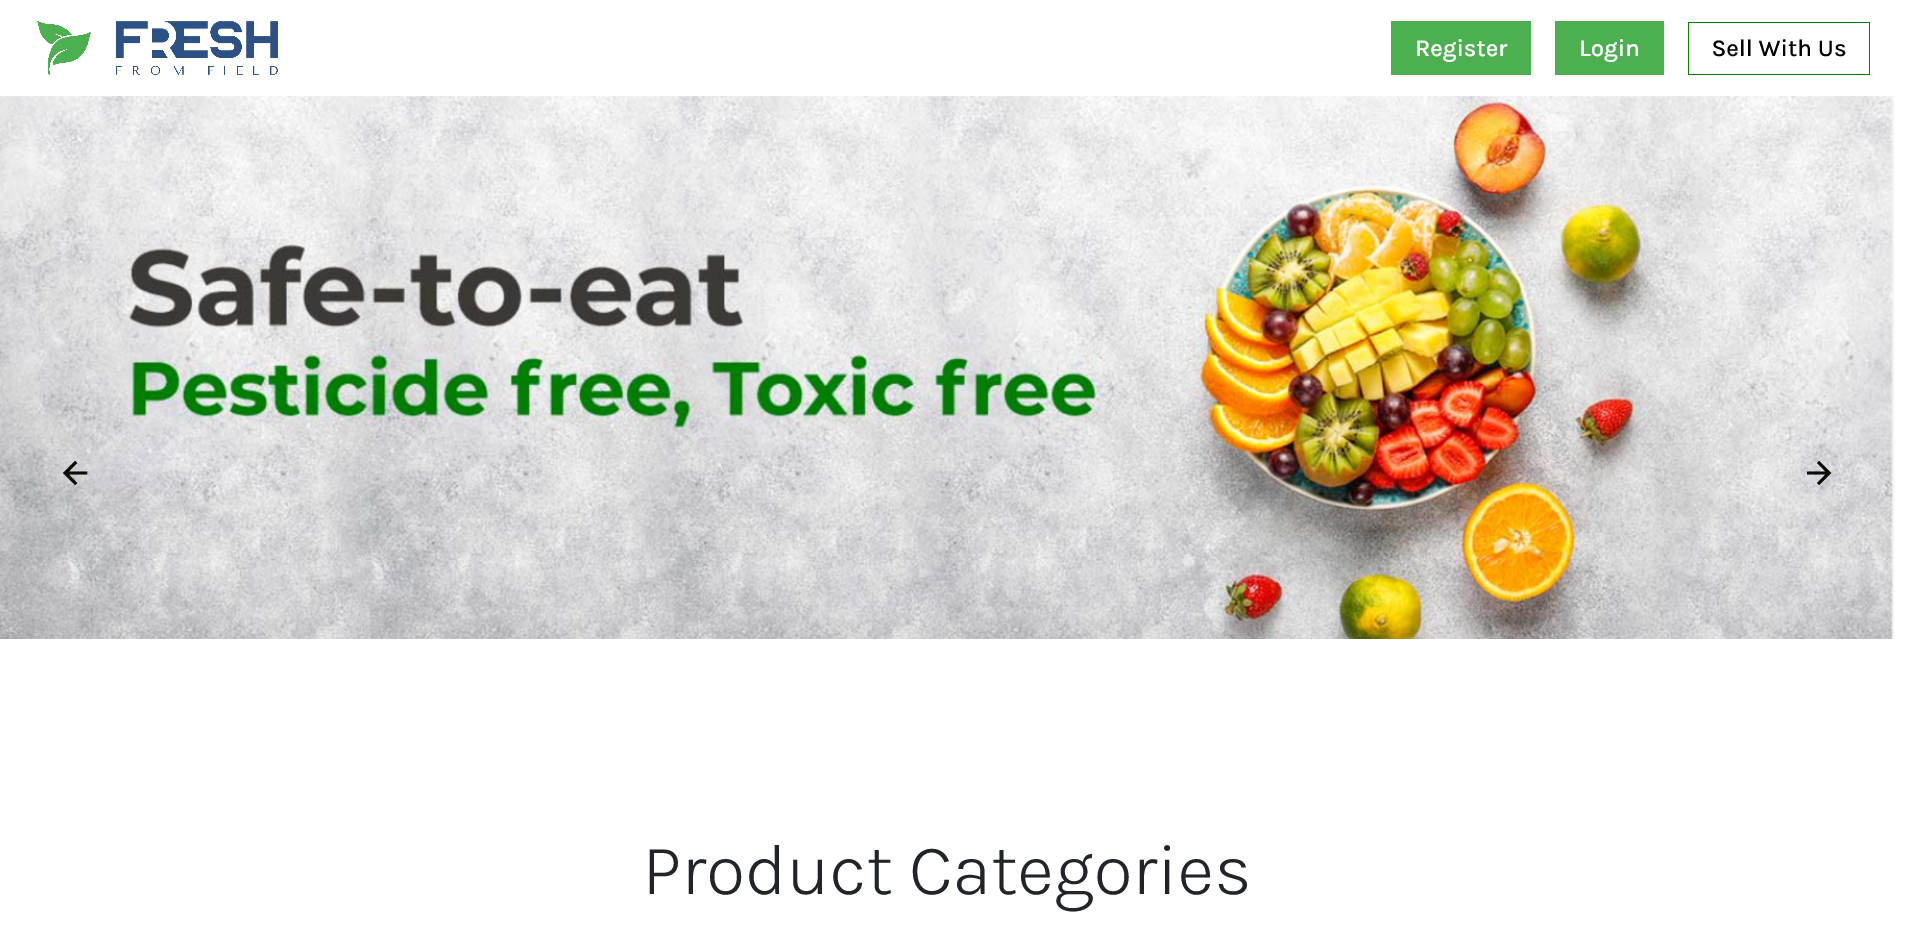 FRESH
FROM FIELD
Register
Login
Sell With Us
Safe-to-eat
Pesticide free, Toxic free
Product Categories